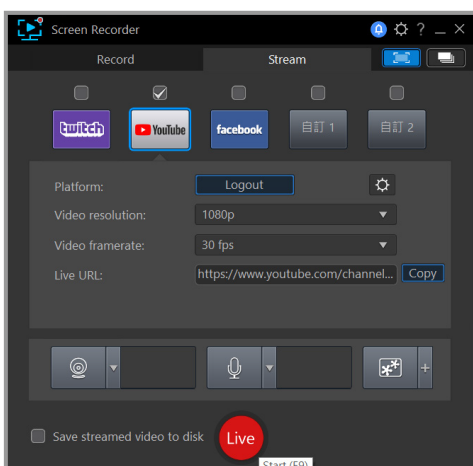 Screen Recorder
Record
Stream
twitch
YouTube
facebook
自訂 1
自訂 2
Platform:
Logout
Video resolution:
1080p
Video framerate:
30 fps
Live URL:
https://www.youtube.com/channel...
Copy
Save streamed video to disk
Live
Start (F9)